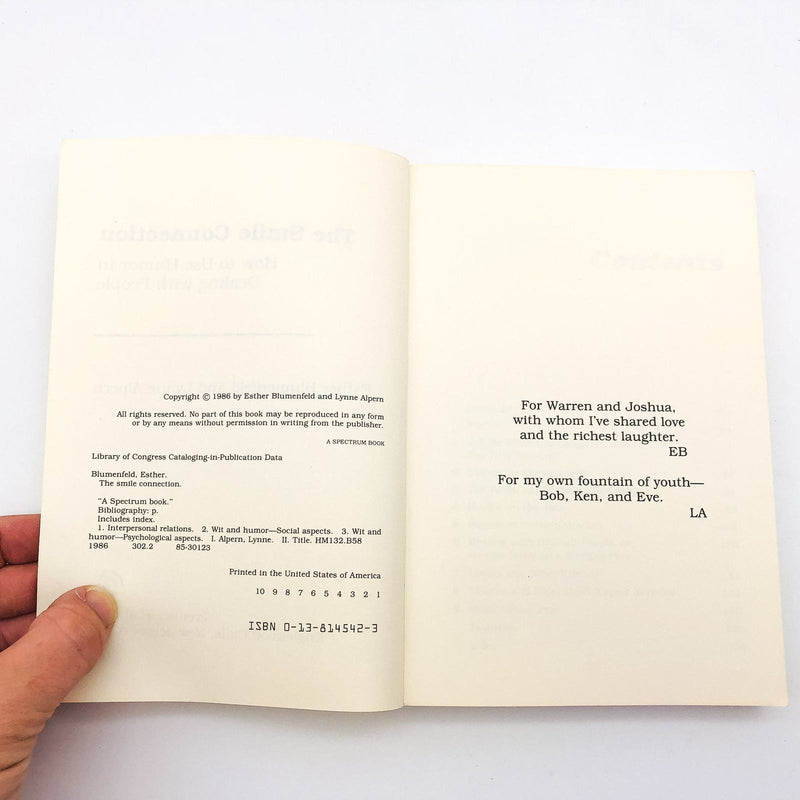 Copyright © 1986 by Esther Blumenfeld and Lynne Alpern
All rights reserved. No part of this book may be reproduced in any form
or by any means without permission in writing from the publisher.
A SPECTRUM BOOK
Library of Congress Cataloging-in-Publication Data
Blumenfeld, Esther.
The smile connection.
"A Spectrum book."
Bibliography: p.
Includes index.
1. Interpersonal relations. 2. Wit and humor—Social aspects. 3. Wit and
humor—Psychological aspects. I. Alpern, Lynne. II. Title. HM132.B58
1986 302.2 85-30123
Printed in the United States of America
10 9 8 7 6 5 4 3 2 1
ISBN 0-13-814542-3
For Warren and Joshua,
with whom I've shared love
and the richest laughter.
EB
For my own fountain of youth—
Bob, Ken, and Eve.
LA